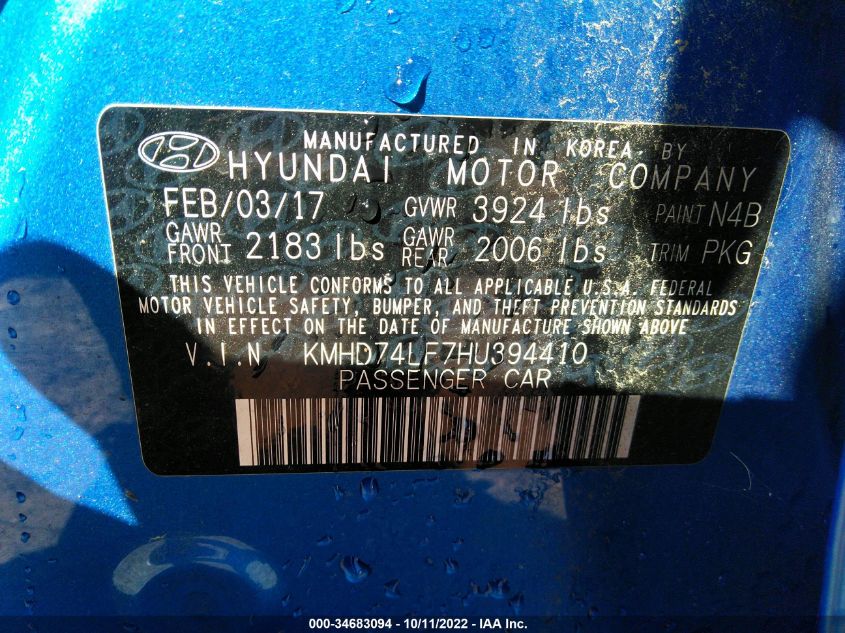 MANUFACTURED IN KOREA BY
HYUNDAI MOTOR COMPANY
FEB/03/17 GVWR 3924 lbs PAINT N4B
GAWR FRONT 2183 lbs GAWR REAR 2006 lbs TRIM PKG
THIS VEHICLE CONFORMS TO ALL APPLICABLE U.S.A. FEDERAL
MOTOR VEHICLE SAFETY, BUMPER, AND THEFT PREVENTION STANDARDS
IN EFFECT ON THE DATE OF MANUFACTURE SHOWN ABOVE
V.I.N KMHD74LF7HU394410
PASSENGER CAR
000-34683094 - 10/11/2022 - IAA Inc.